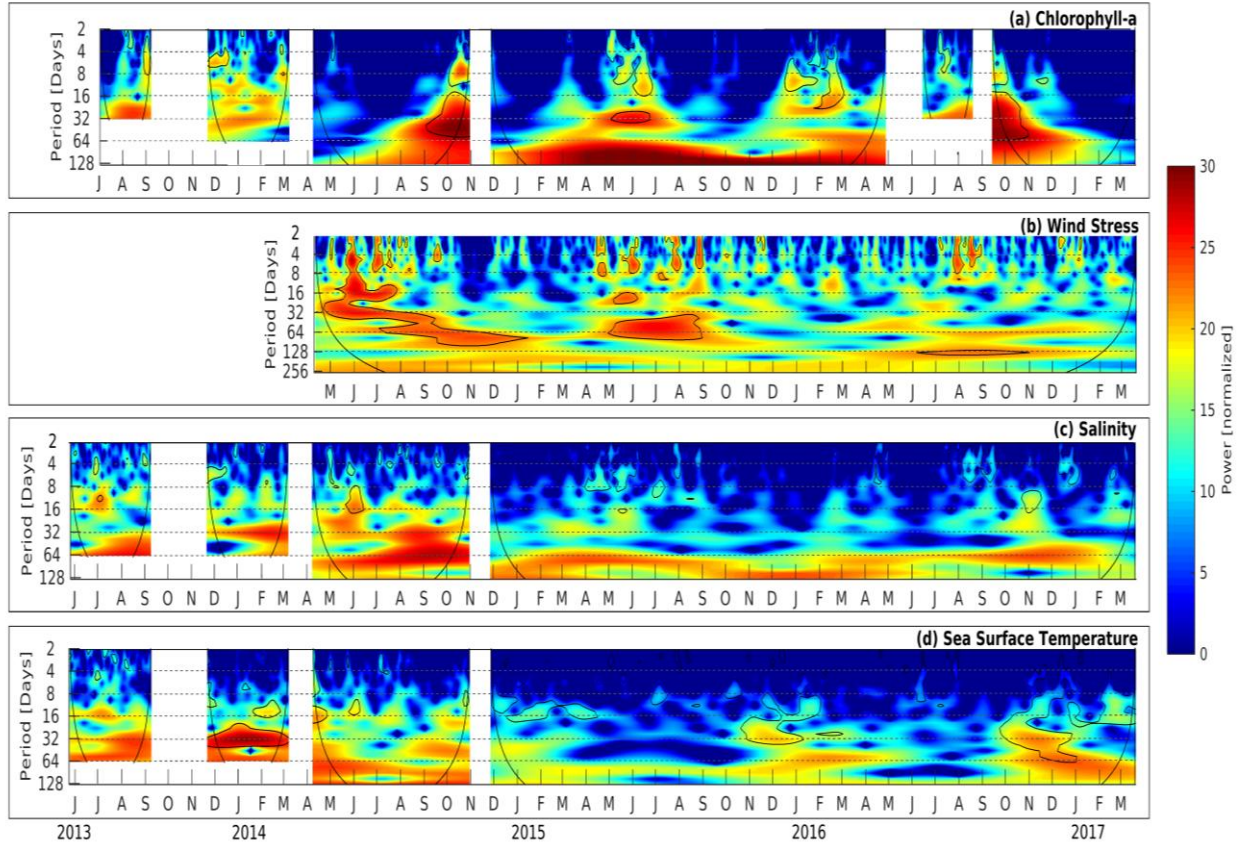 (a) Chlorophyll-a
Period [Days]
2
4
8
16
32
64
128
J A S O N D J F M A M J J A S O N D J F M A M J J A S O N D J F M A M J J A S O N D J F M
(b) Wind Stress
Period [Days]
2
4
8
16
32
64
128
256
M J J A S O N D J F M A M J J A S O N D J F M A M J J A S O N D J F M
(c) Salinity
Period [Days]
2
4
8
16
32
64
128
J J A S O N D J F M A M J J A S O N D J F M A M J J A S O N D J F M A M J J A S O N D J F M
(d) Sea Surface Temperature
Period [Days]
2
4
8
16
32
64
128
J J A S O N D J F M A M J J A S O N D J F M A M J J A S O N D J F M A M J J A S O N D J F M
2013 2014 2015 2016 2017
30
25
20
15
10
5
0
Power [normalized]